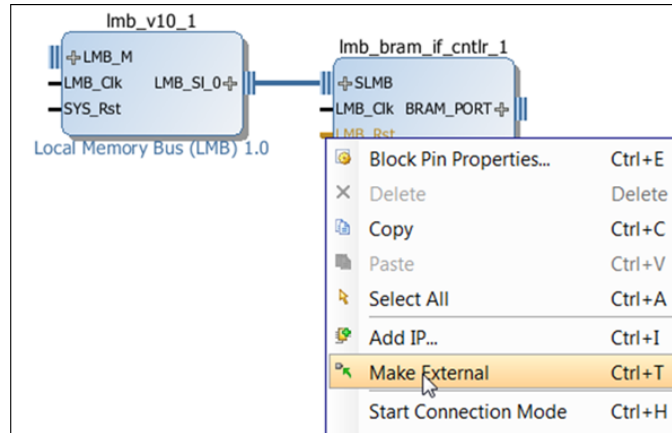 lmb_v10_1
LMB_M
LMB_Clk LMB_Sl_0
SYS_Rst
Local Memory Bus (LMB) 1.0
lmb_bram_if_cntlr_1
SLMB
LMB_Clk BRAM_PORT
LMB_Rst
Block Pin Properties... Ctrl+E
Delete Delete
Copy Ctrl+C
Paste Ctrl+V
Select All Ctrl+A
Add IP... Ctrl+I
Make External Ctrl+T
Start Connection Mode Ctrl+H